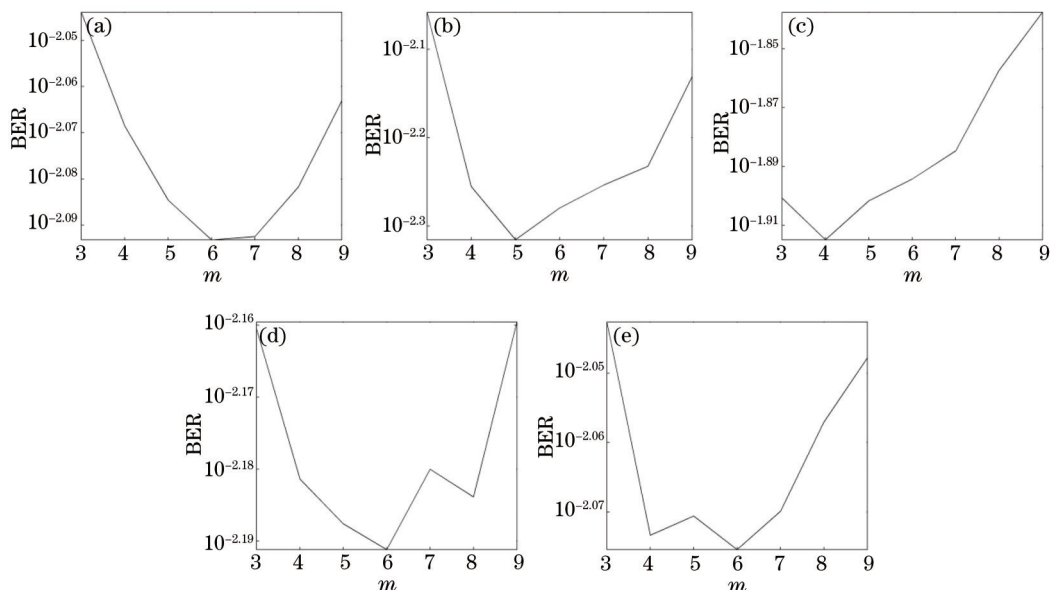 (a)
10^{-2.05}
10^{-2.06}
10^{-2.07}
10^{-2.08}
10^{-2.09}
BER
3 4 5 6 7 8 9
m
(b)
10^{-2.1}
10^{-2.2}
10^{-2.3}
BER
3 4 5 6 7 8 9
m
(c)
10^{-1.85}
10^{-1.87}
10^{-1.89}
10^{-1.91}
BER
3 4 5 6 7 8 9
m
(d)
10^{-2.16}
10^{-2.17}
10^{-2.18}
10^{-2.19}
BER
3 4 5 6 7 8 9
m
(e)
10^{-2.05}
10^{-2.06}
10^{-2.07}
BER
3 4 5 6 7 8 9
m